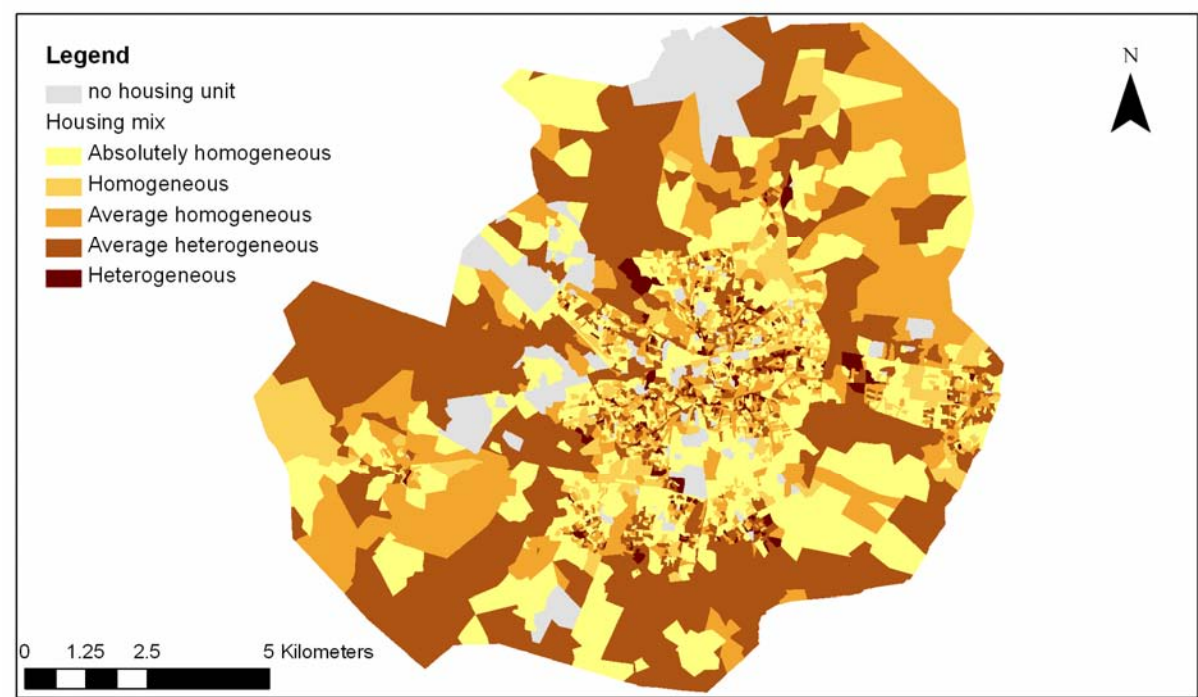 Legend
no housing unit
Housing mix
Absolutely homogeneous
Homogeneous
Average homogeneous
Average heterogeneous
Heterogeneous
N
0 1.25 2.5 5 Kilometers